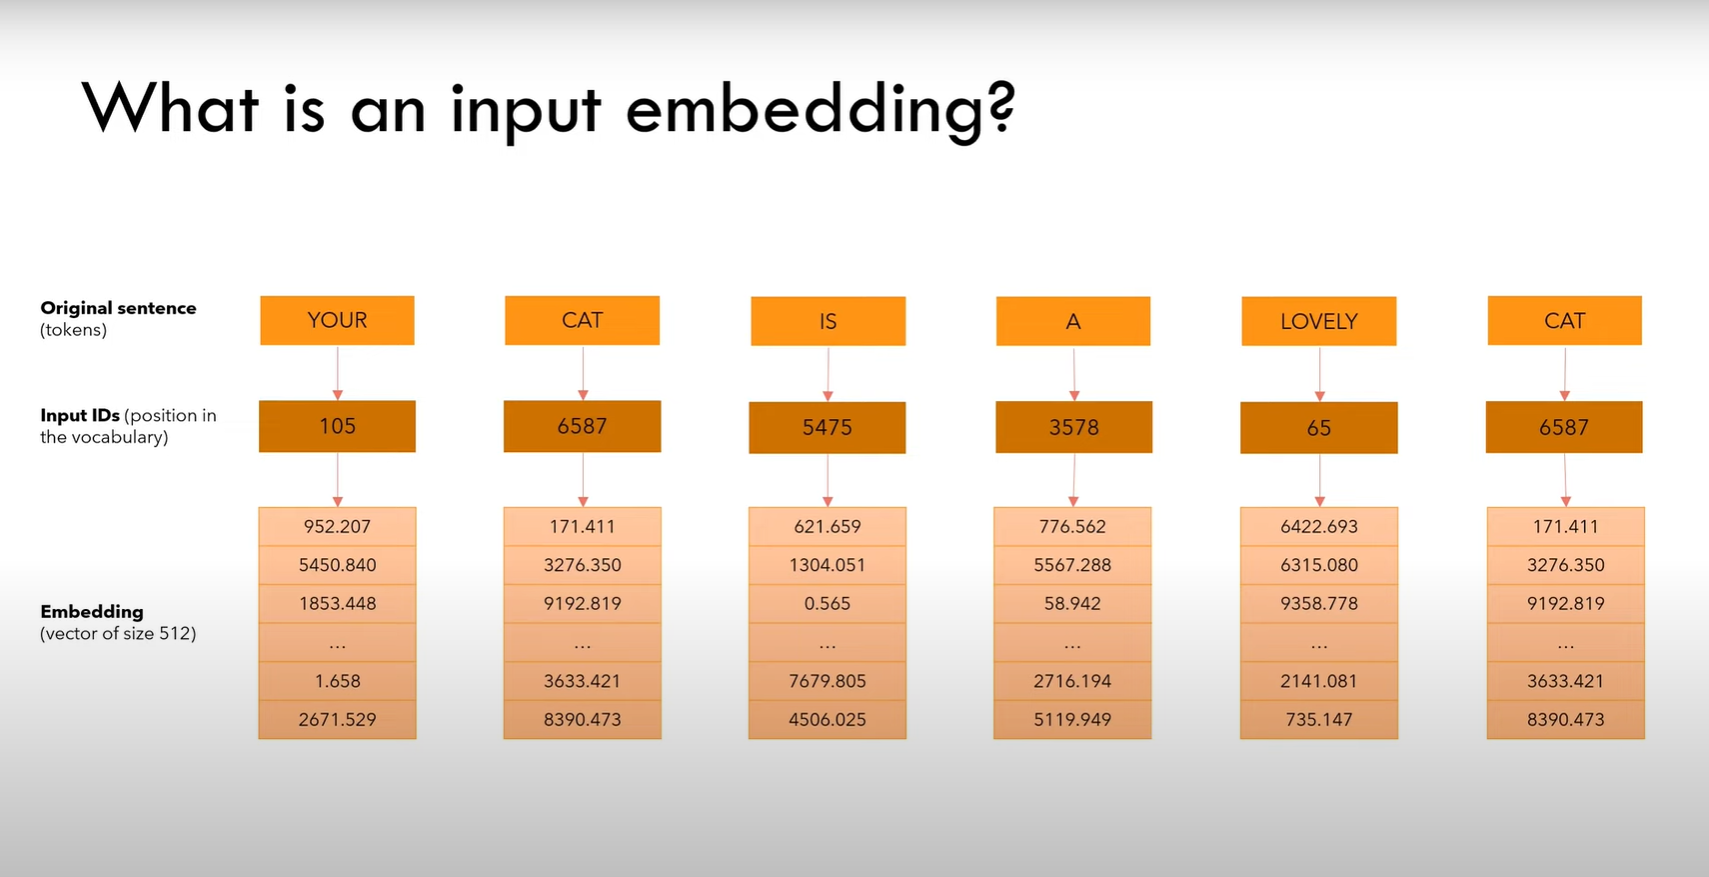 What is an input embedding?
Original sentence
(tokens)
YOUR CAT IS A LOVELY CAT
Input IDs (position in
the vocabulary)
105 6587 5475 3578 65 6587
Embedding
(vector of size 512)
952.207 171.411 621.659 776.562 6422.693 171.411
5450.840 3276.350 1304.051 5567.288 6315.080 3276.350
1853.448 9192.819 0.565 58.942 9358.778 9192.819
... ... ... ... ... ...
1.658 3633.421 7679.805 2716.194 2141.081 3633.421
2671.529 8390.473 4506.025 5119.949 735.147 8390.473